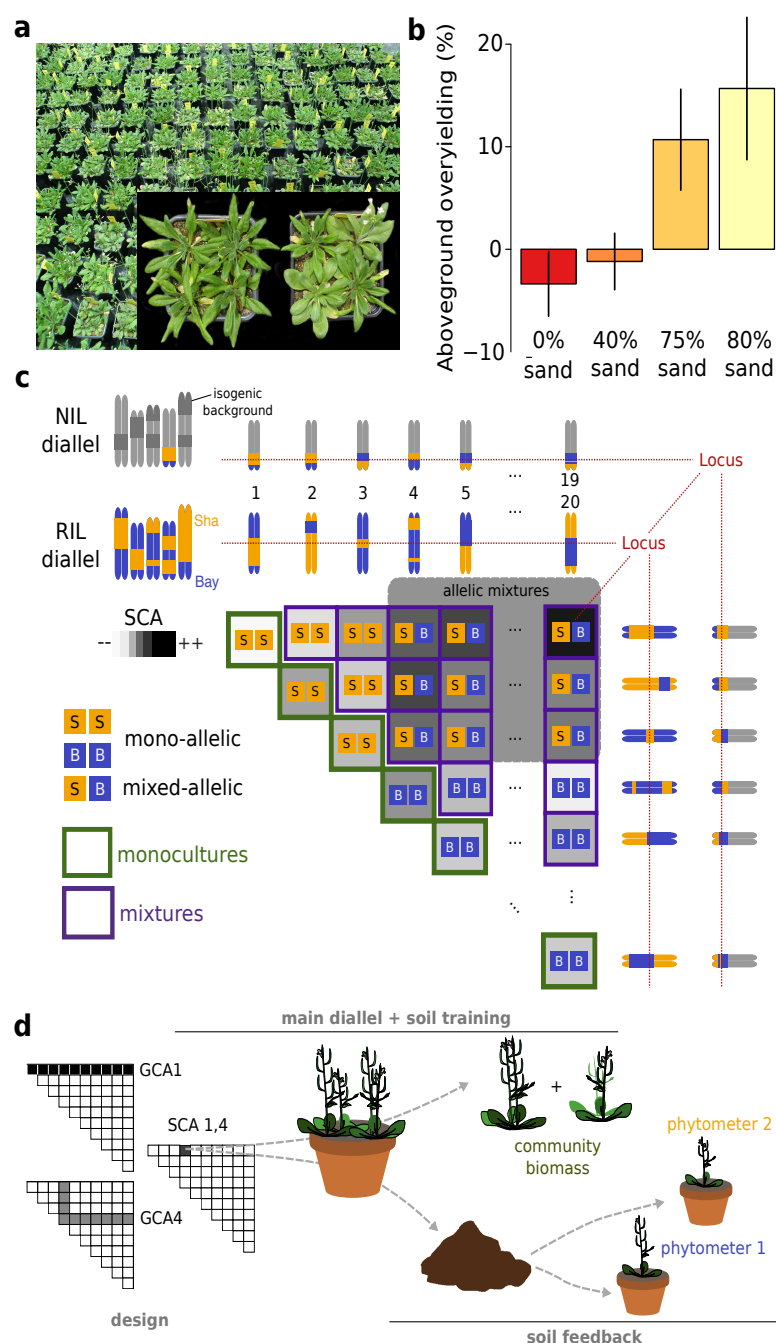 a
b
Aboveground overyielding (%)
20
10
0
−10
0%
sand
40%
sand
75%
sand
80%
sand
c
NIL
diallel
isogenic
background
1
2
3
4
5
...
...
19
20
Locus
RIL
diallel
Sha
Bay
Locus
allelic mixtures
SCA
--
++
S S
S S
S S
S B
S B
...
S B
S S
S S
S B
S B
...
S B
S S
S B
S B
...
S B
B B
B B
...
B B
B B
...
B B
⋱
⋮
B B
S S
B B
mono-allelic
S B
mixed-allelic
monocultures
mixtures
d
main diallel + soil training
GCA1
SCA 1,4
GCA4
+
community
biomass
phytometer 2
phytometer 1
design
soil feedback